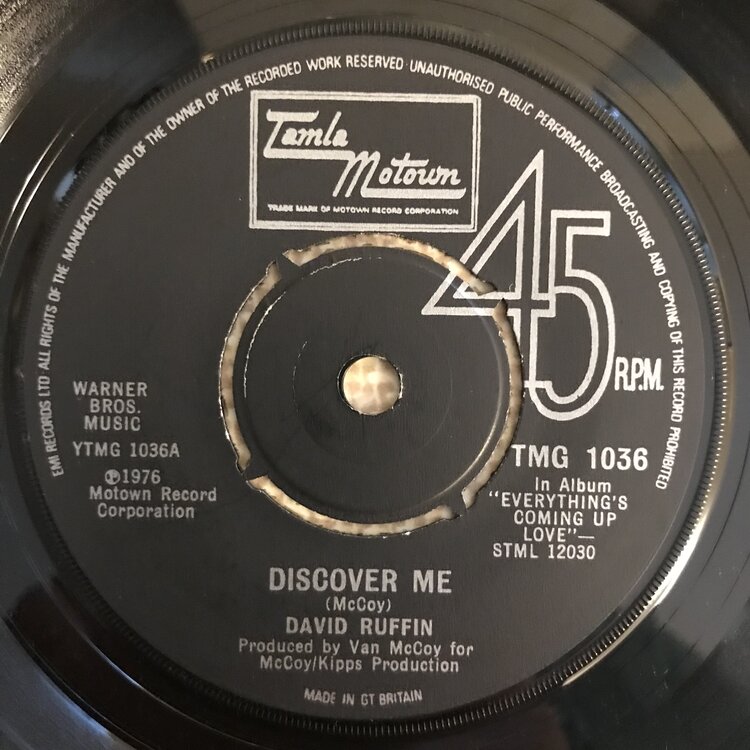 EMI RECORDS LTD ALL RIGHTS OF THE MANUFACTURER AND OF THE OWNER OF THE RECORDED WORK RESERVED UNAUTHORISED PUBLIC PERFORMANCE BROADCASTING AND COPYING OF THIS RECORD PROHIBITED
Tamla
Motown
TRADE MARK OF MOTOWN RECORD CORPORATION
45
R.P.M.
WARNER
BROS.
MUSIC
YTMG 1036A
℗1976
Motown Record
Corporation
TMG 1036
In Album
"EVERYTHING'S
COMING UP
LOVE"—
STML 12030
DISCOVER ME
(McCoy)
DAVID RUFFIN
Produced by Van McCoy for
McCoy/Kipps Production
MADE IN GT BRITAIN